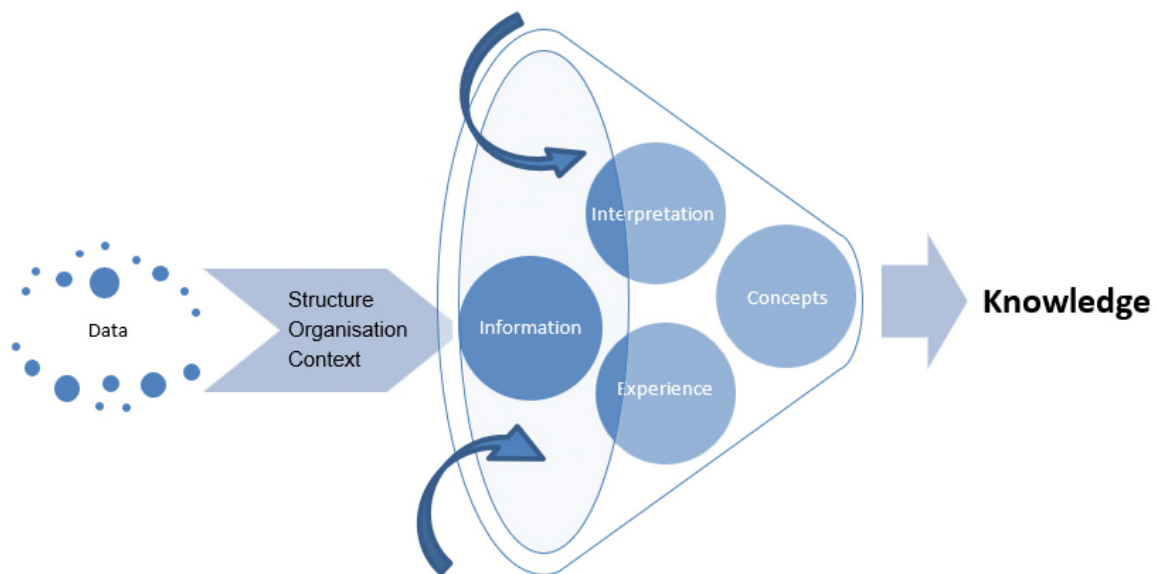 Data
Structure
Organisation
Context
Information
Interpretation
Experience
Concepts
Knowledge